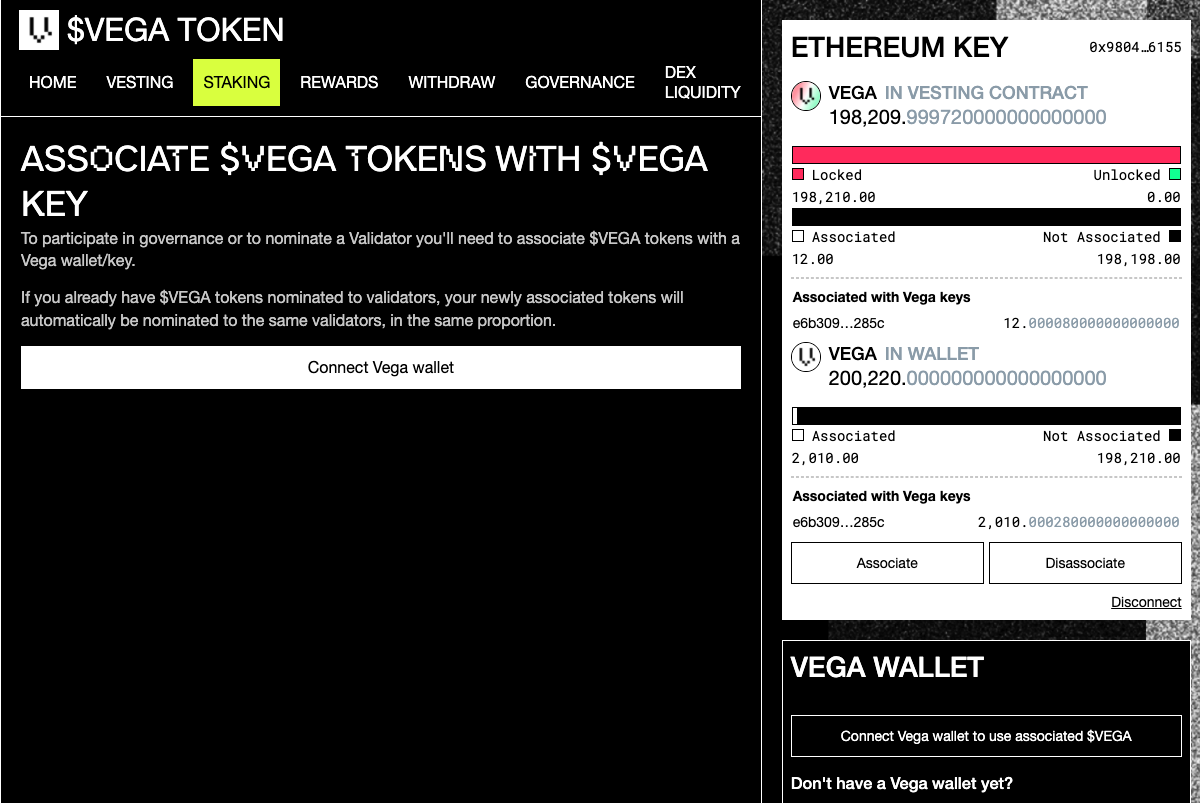 $VEGA TOKEN
HOME VESTING STAKING REWARDS WITHDRAW GOVERNANCE DEX LIQUIDITY
ASSOCIATE $VEGA TOKENS WITH $VEGA
KEY
To participate in governance or to nominate a Validator you'll need to associate $VEGA tokens with a
Vega wallet/key.
If you already have $VEGA tokens nominated to validators, your newly associated tokens will
automatically be nominated to the same validators, in the same proportion.
Connect Vega wallet
ETHEREUM KEY 0x9804…6155
VEGA IN VESTING CONTRACT
198,209.999720000000000000
Locked Unlocked
198,210.00 0.00
Associated Not Associated
12.00 198,198.00
Associated with Vega keys
e6b309…285c 12.000080000000000000
VEGA IN WALLET
200,220.000000000000000000
Associated Not Associated
2,010.00 198,210.00
Associated with Vega keys
e6b309…285c 2,010.000280000000000000
Associate Disassociate
Disconnect
VEGA WALLET
Connect Vega wallet to use associated $VEGA
Don't have a Vega wallet yet?